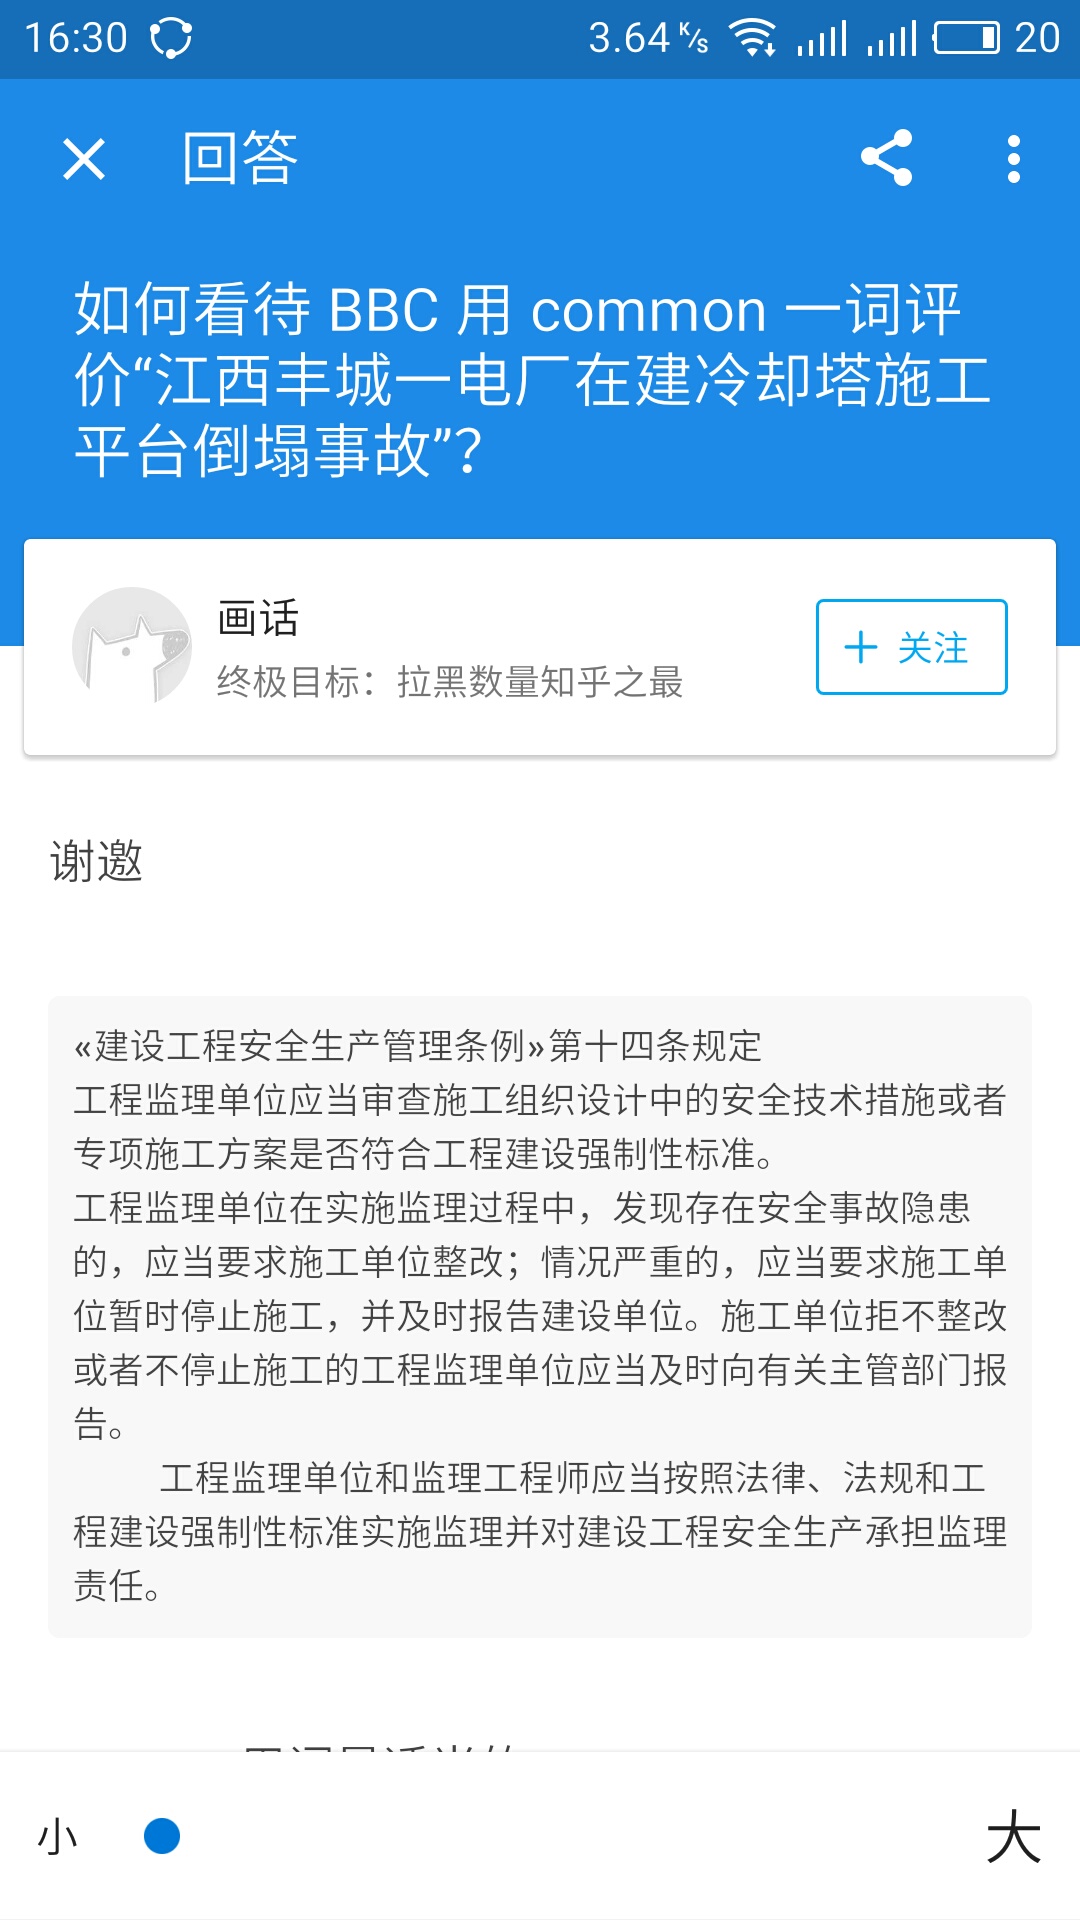 16:30
3.64 K/s
20
回答
如何看待 BBC 用 common 一词评
价“江西丰城一电厂在建冷却塔施工
平台倒塌事故”？
画话
终极目标：拉黑数量知乎之最
＋ 关注
谢邀
«建设工程安全生产管理条例»第十四条规定
工程监理单位应当审查施工组织设计中的安全技术措施或者
专项施工方案是否符合工程建设强制性标准。
工程监理单位在实施监理过程中，发现存在安全事故隐患
的，应当要求施工单位整改；情况严重的，应当要求施工单
位暂时停止施工，并及时报告建设单位。施工单位拒不整改
或者不停止施工的工程监理单位应当及时向有关主管部门报
告。
工程监理单位和监理工程师应当按照法律、法规和工
程建设强制性标准实施监理并对建设工程安全生产承担监理
责任。
小
大